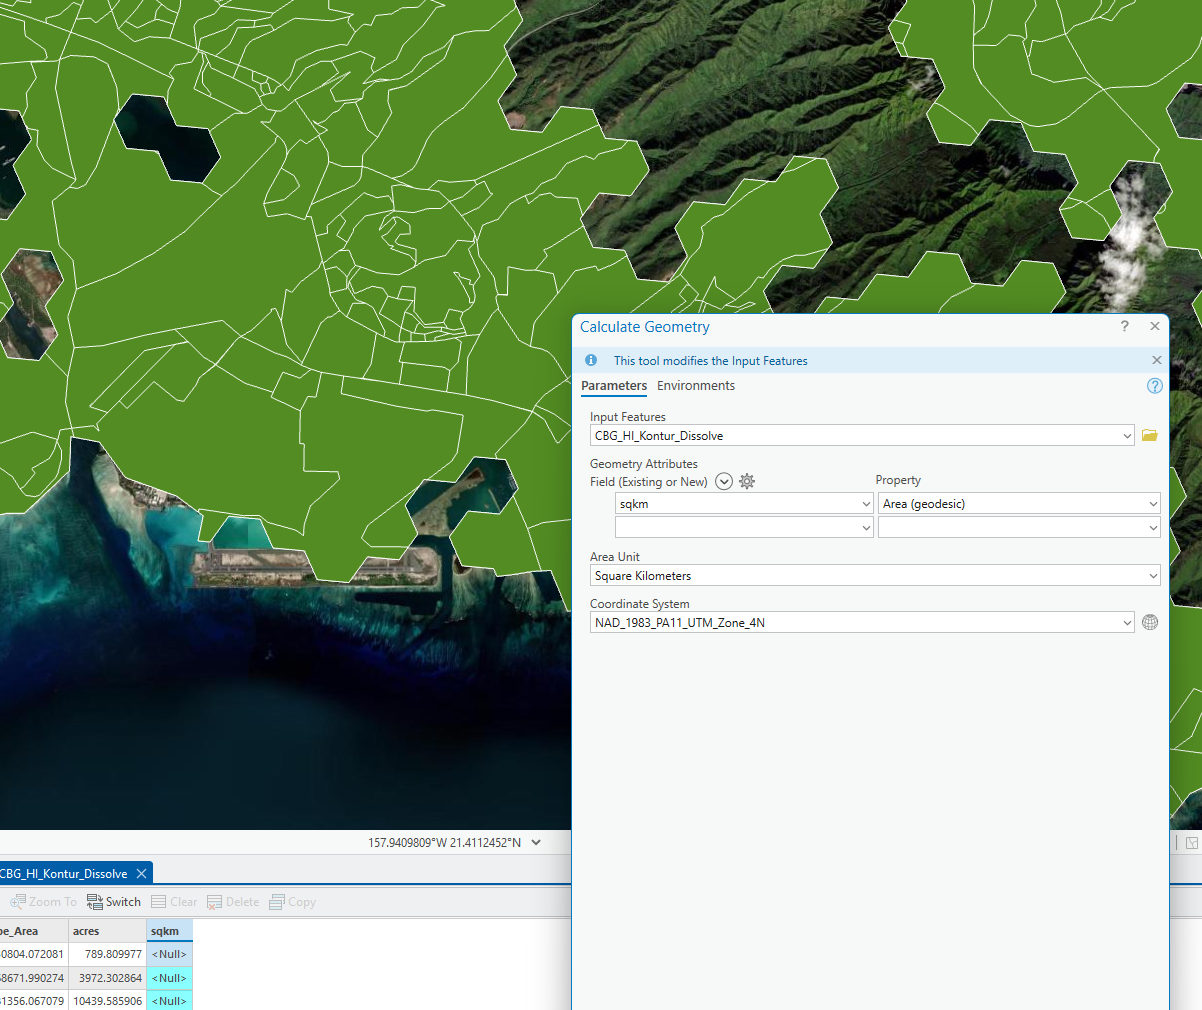 Calculate Geometry
?
This tool modifies the Input Features
Parameters Environments
?
Input Features
CBG_HI_Kontur_Dissolve
Geometry Attributes
Field (Existing or New)
Property
sqkm
Area (geodesic)
Area Unit
Square Kilometers
Coordinate System
NAD_1983_PA11_UTM_Zone_4N
157.9409809°W 21.4112452°N
CBG_HI_Kontur_Dissolve
Zoom To Switch Clear Delete Copy
pe_Area acres sqkm
0804.072081 789.809977 <Null>
8671.990274 3972.302864 <Null>
1356.067079 10439.585906 <Null>